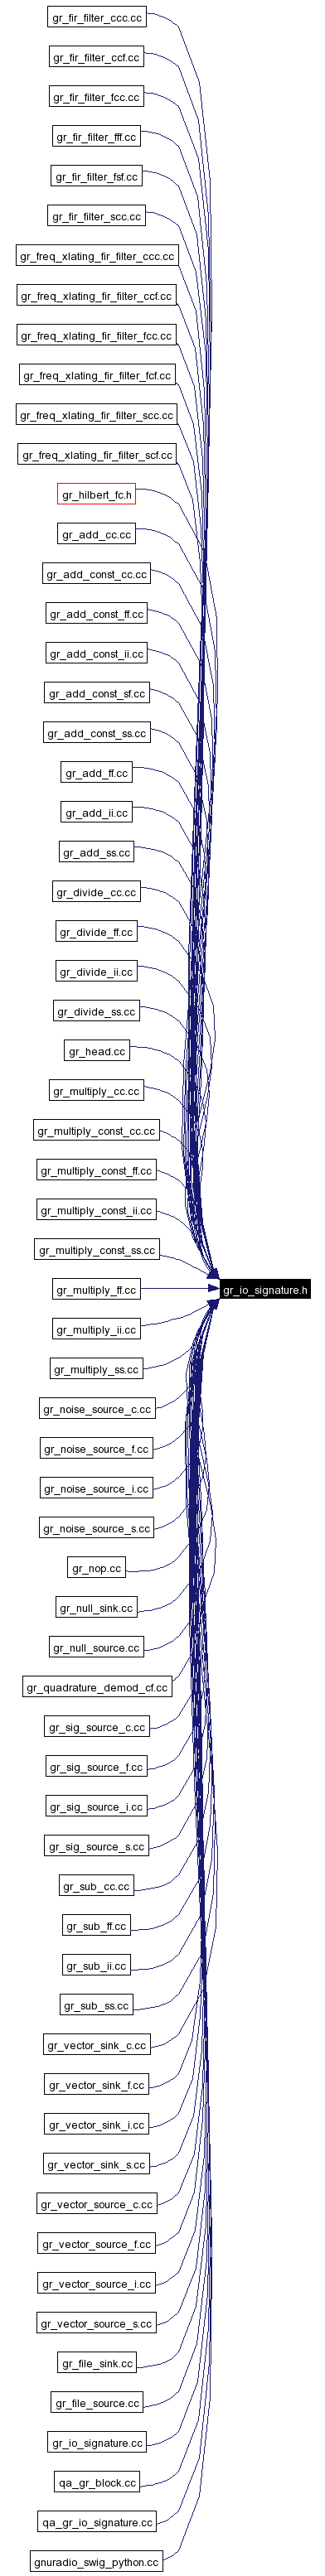 gr_fir_filter_ccc.cc
gr_fir_filter_ccf.cc
gr_fir_filter_fcc.cc
gr_fir_filter_fff.cc
gr_fir_filter_fsf.cc
gr_fir_filter_scc.cc
gr_freq_xlating_fir_filter_ccc.cc
gr_freq_xlating_fir_filter_ccf.cc
gr_freq_xlating_fir_filter_fcc.cc
gr_freq_xlating_fir_filter_fcf.cc
gr_freq_xlating_fir_filter_scc.cc
gr_freq_xlating_fir_filter_scf.cc
gr_hilbert_fc.h
gr_add_cc.cc
gr_add_const_cc.cc
gr_add_const_ff.cc
gr_add_const_ii.cc
gr_add_const_sf.cc
gr_add_const_ss.cc
gr_add_ff.cc
gr_add_ii.cc
gr_add_ss.cc
gr_divide_cc.cc
gr_divide_ff.cc
gr_divide_ii.cc
gr_divide_ss.cc
gr_head.cc
gr_multiply_cc.cc
gr_multiply_const_cc.cc
gr_multiply_const_ff.cc
gr_multiply_const_ii.cc
gr_multiply_const_ss.cc
gr_multiply_ff.cc
gr_io_signature.h
gr_multiply_ii.cc
gr_multiply_ss.cc
gr_noise_source_c.cc
gr_noise_source_f.cc
gr_noise_source_i.cc
gr_noise_source_s.cc
gr_nop.cc
gr_null_sink.cc
gr_null_source.cc
gr_quadrature_demod_cf.cc
gr_sig_source_c.cc
gr_sig_source_f.cc
gr_sig_source_i.cc
gr_sig_source_s.cc
gr_sub_cc.cc
gr_sub_ff.cc
gr_sub_ii.cc
gr_sub_ss.cc
gr_vector_sink_c.cc
gr_vector_sink_f.cc
gr_vector_sink_i.cc
gr_vector_sink_s.cc
gr_vector_source_c.cc
gr_vector_source_f.cc
gr_vector_source_i.cc
gr_vector_source_s.cc
gr_file_sink.cc
gr_file_source.cc
gr_io_signature.cc
qa_gr_block.cc
qa_gr_io_signature.cc
gnuradio_swig_python.cc